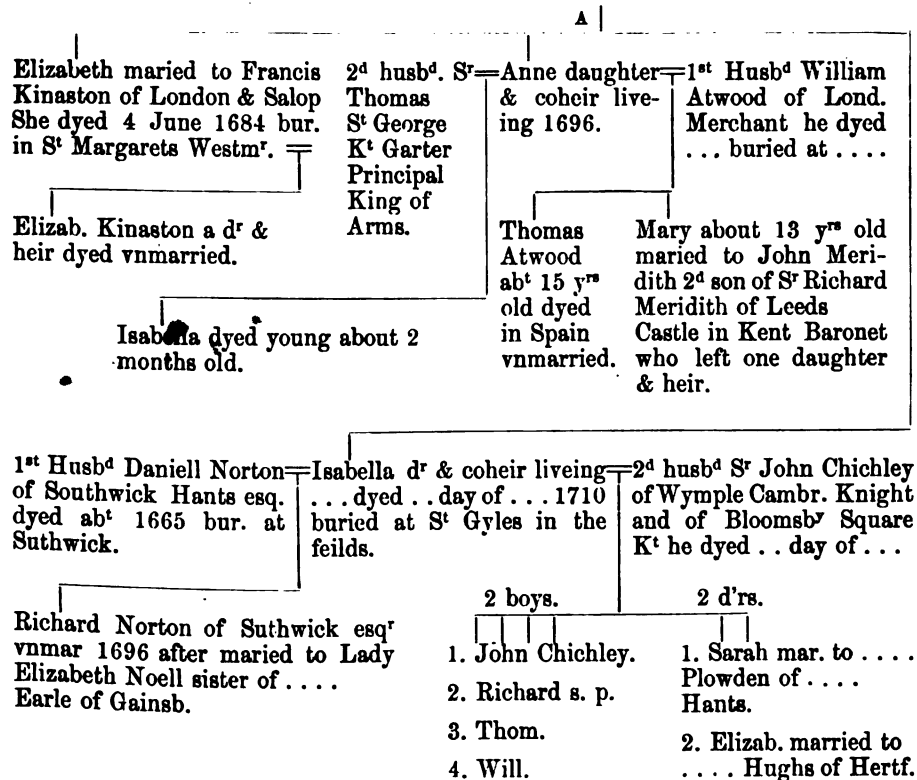 A
Elizabeth maried to Francis
Kinaston of London & Salop
She dyed 4 June 1684 bur.
in Sᵗ Margarets Westmʳ.
2ᵈ husbᵈ. Sʳ
Thomas
Sᵗ George
Kᵗ Garter
Principal
King of
Arms.
Anne daughter
& coheir live-
ing 1696.
1ˢᵗ Husbᵈ William
Atwood of Lond.
Merchant he dyed
... buried at ....
Elizab. Kinaston a dʳ &
heir dyed vnmarried.
Thomas
Atwood
abᵗ 15 yʳˢ
old dyed
in Spain
vnmarried.
Mary about 13 yʳˢ old
maried to John Meri-
dith 2ᵈ son of Sʳ Richard
Meridith of Leeds
Castle in Kent Baronet
who left one daughter
& heir.
Isabella dyed young about 2
months old.
1ˢᵗ Husbᵈ Daniell Norton
of Southwick Hants esq.
dyed abᵗ 1665 bur. at
Suthwick.
Isabella dʳ & coheir liveing
...dyed ..day of ...1710
buried at Sᵗ Gyles in the
feilds.
2ᵈ husbᵈ Sʳ John Chichley
of Wymple Cambr. Knight
and of Bloomsbʸ Square
Kᵗ he dyed .. day of ...
Richard Norton of Suthwick esqʳ
vnmar 1696 after maried to Lady
Elizabeth Noell sister of ....
Earle of Gainsb.
2 boys.
1. John Chichley.
2. Richard s. p.
3. Thom.
4. Will.
2 d'rs.
1. Sarah mar. to ....
Plowden of ....
Hants.
2. Elizab. married to
.... Hughs of Hertf.